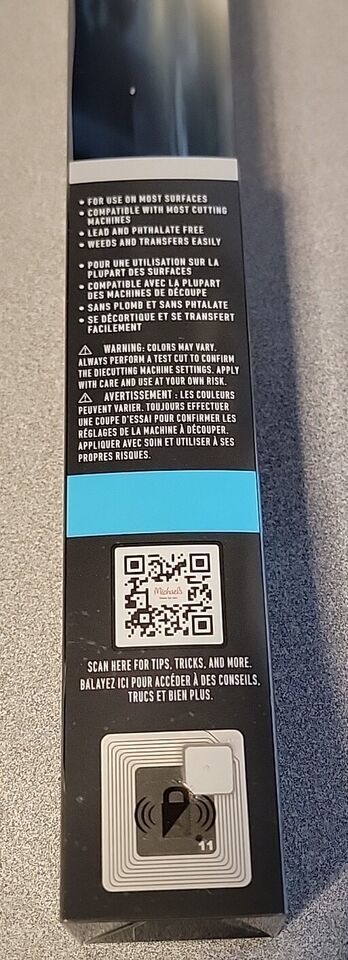 • FOR USE ON MOST SURFACES
• COMPATIBLE WITH MOST CUTTING
MACHINES
• LEAD AND PHTHALATE FREE
• WEEDS AND TRANSFERS EASILY
• POUR UNE UTILISATION SUR LA
PLUPART DES SURFACES
• COMPATIBLE AVEC LA PLUPART
DES MACHINES DE DÉCOUPE
• SANS PLOMB ET SANS PHTALATE
• SE DÉCORTIQUE ET SE TRANSFERT
FACILEMENT
⚠ WARNING: COLORS MAY VARY.
ALWAYS PERFORM A TEST CUT TO CONFIRM
THE DIECUTTING MACHINE SETTINGS. APPLY
WITH CARE AND USE AT YOUR OWN RISK.
⚠ AVERTISSEMENT : LES COULEURS
PEUVENT VARIER. TOUJOURS EFFECTUER
UNE COUPE D'ESSAI POUR CONFIRMER LES
RÉGLAGES DE LA MACHINE À DÉCOUPER.
APPLIQUER AVEC SOIN ET UTILISER À SES
PROPRES RISQUES.
Michaels
SCAN HERE FOR TIPS, TRICKS, AND MORE.
BALAYEZ ICI POUR ACCÉDER À DES CONSEILS,
TRUCS ET BIEN PLUS.
11